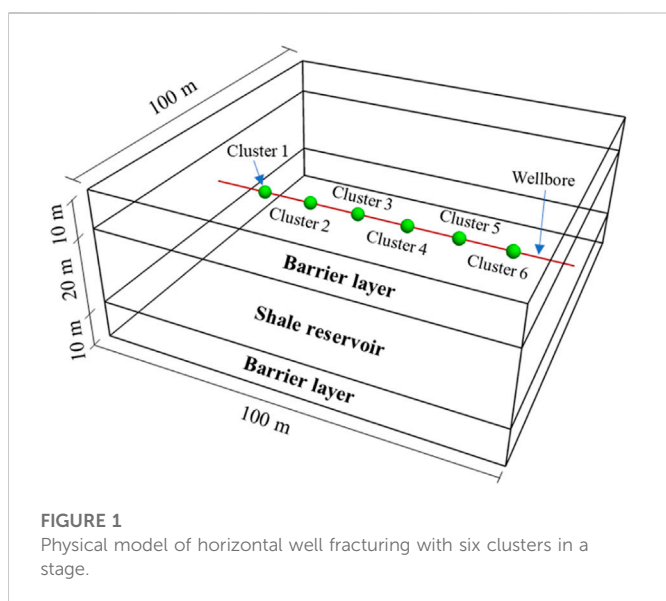 100 m
Cluster 1
Wellbore
Cluster 3
Cluster 5
Cluster 2
Cluster 4
Cluster 6
10 m
20 m
10 m
Barrier layer
Shale reservoir
Barrier layer
100 m
FIGURE 1
Physical model of horizontal well fracturing with six clusters in a
stage.